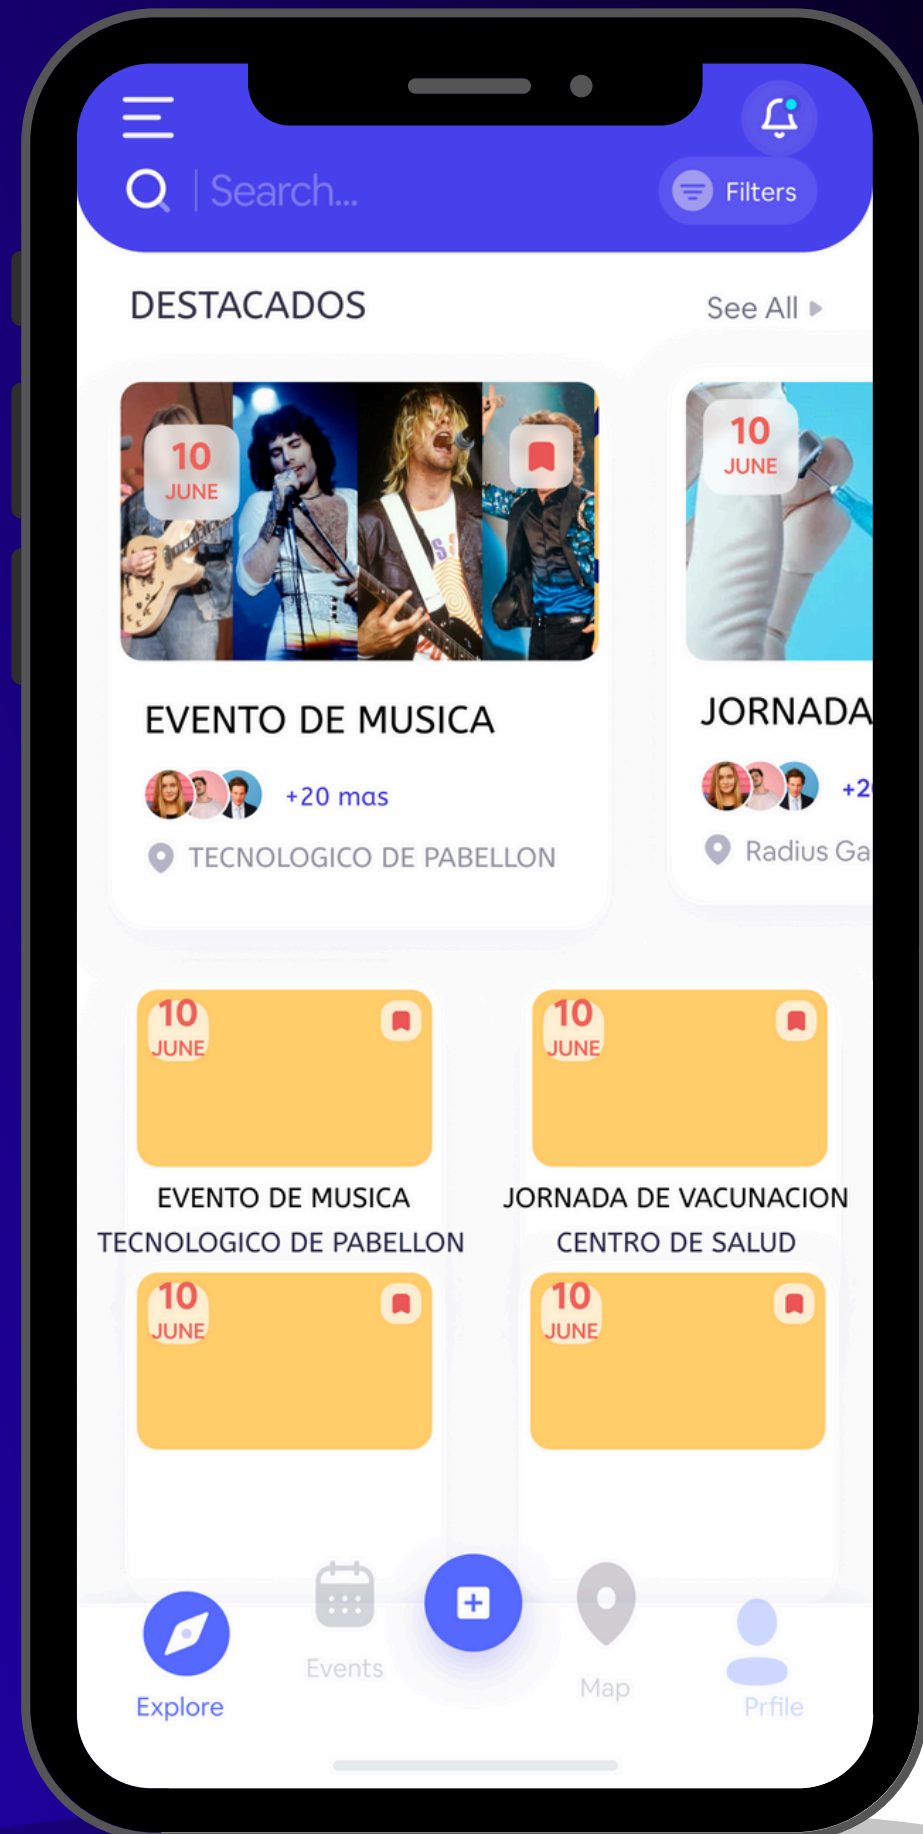 Search...
Filters
DESTACADOS
See All
10
JUNE
10
JUNE
EVENTO DE MUSICA
JORNADA
+20 mas
+20
TECNOLOGICO DE PABELLON
Radius Ga
10
JUNE
10
JUNE
EVENTO DE MUSICA
JORNADA DE VACUNACION
TECNOLOGICO DE PABELLON
CENTRO DE SALUD
10
JUNE
10
JUNE
Explore
Events
Map
Prfile